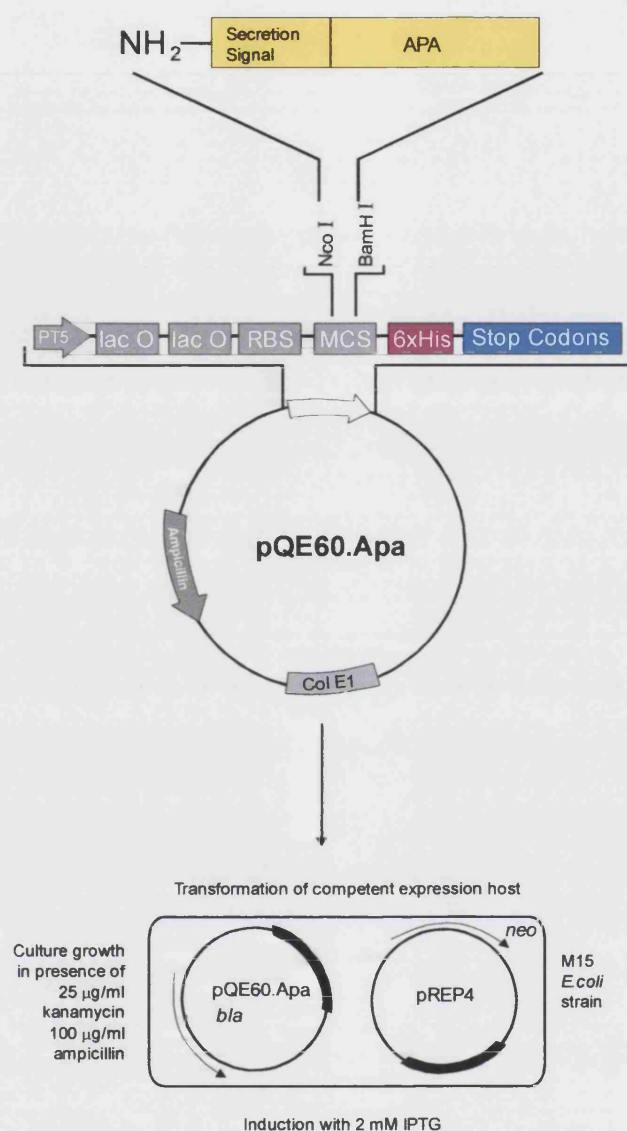 NH2
Secretion
Signal
APA
Nco I
BamH I
PT5
lac O
lac O
RBS
MCS
6xHis
Stop Codons
pQE60.Apa
Ampicillin
Col E1
Transformation of competent expression host
Culture growth
in presence of
25 µg/ml
kanamycin
100 µg/ml
ampicillin
pQE60.Apa
bla
neo
pREP4
M15
E.coli
strain
Induction with 2 mM IPTG